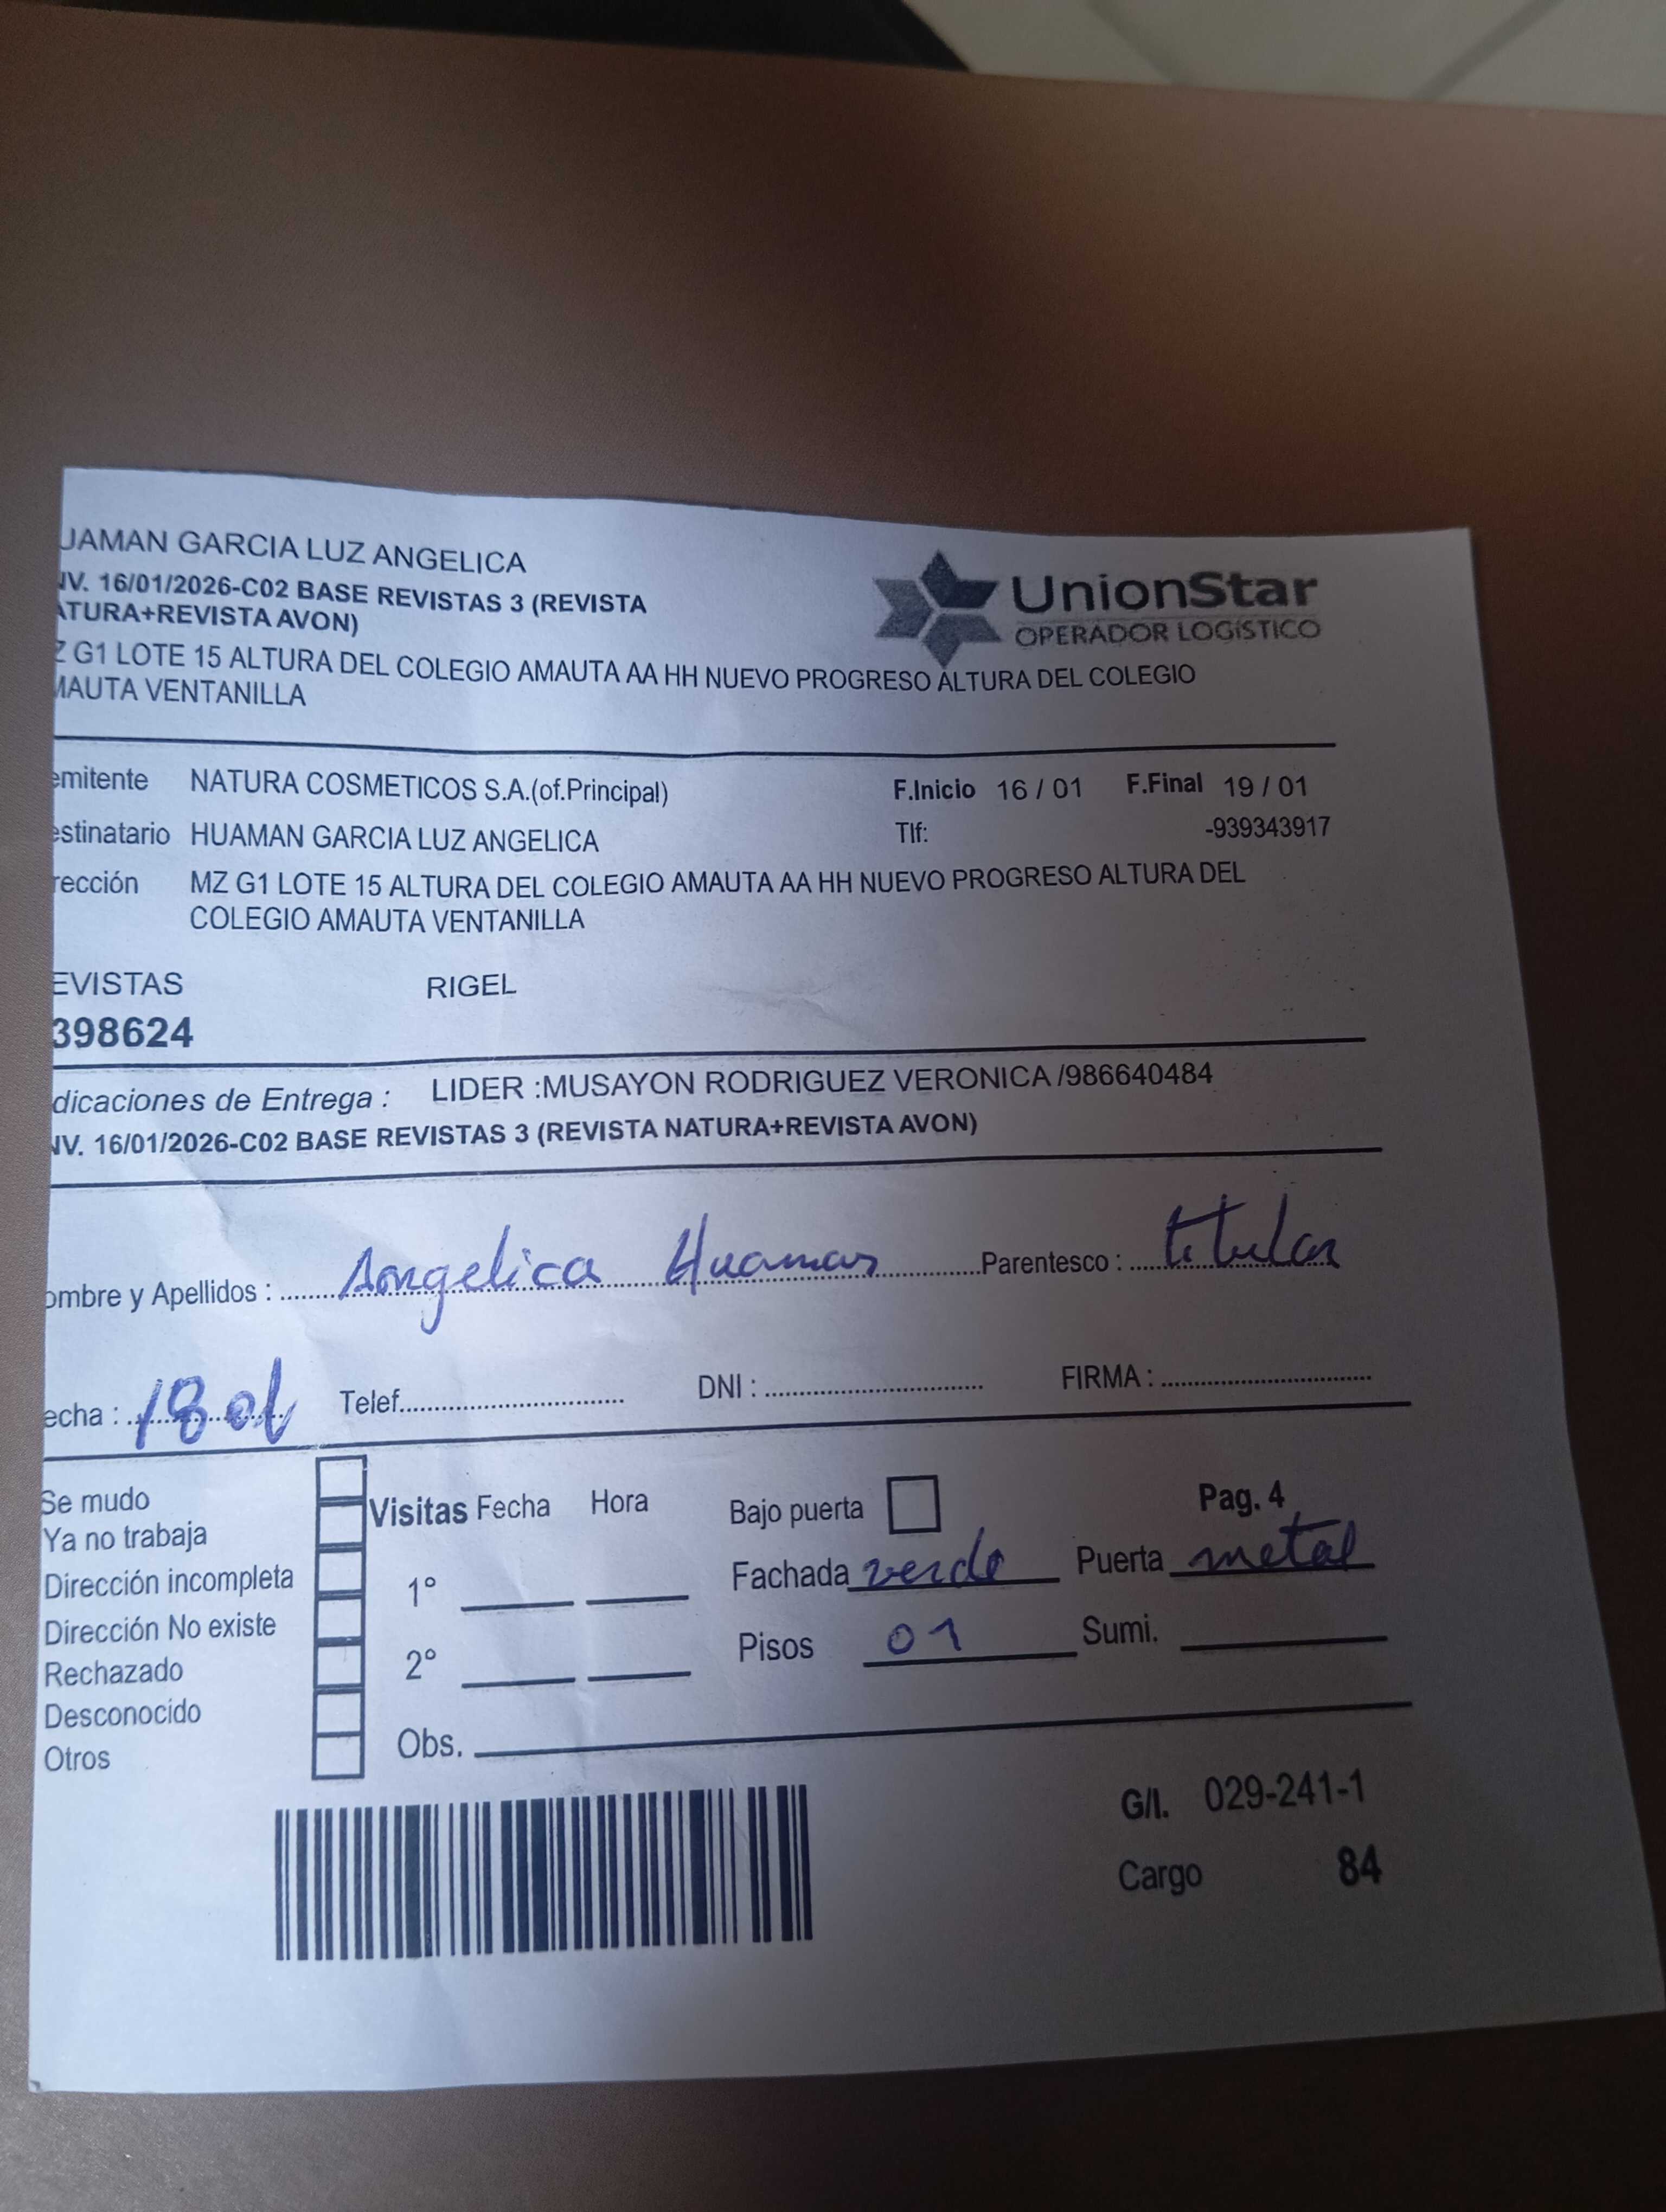 UAMAN GARCIA LUZ ANGELICA
NV. 16/01/2026-C02 BASE REVISTAS 3 (REVISTA
ATURA+REVISTA AVON)
Z G1 LOTE 15 ALTURA DEL COLEGIO AMAUTA AA HH NUEVO PROGRESO ALTURA DEL COLEGIO
MAUTA VENTANILLA
UnionStar
OPERADOR LOGÍSTICO
emitente NATURA COSMETICOS S.A.(of.Principal) F.Inicio 16 / 01 F.Final 19 / 01
estinatario HUAMAN GARCIA LUZ ANGELICA Tlf: -939343917
rección MZ G1 LOTE 15 ALTURA DEL COLEGIO AMAUTA AA HH NUEVO PROGRESO ALTURA DEL
COLEGIO AMAUTA VENTANILLA
EVISTAS RIGEL
398624
dicaciones de Entrega : LIDER :MUSAYON RODRIGUEZ VERONICA /986640484
NV. 16/01/2026-C02 BASE REVISTAS 3 (REVISTA NATURA+REVISTA AVON)
ombre y Apellidos : Angelica Huaman Parentesco : titular
echa : 18 01 Telef. DNI : FIRMA :
Se mudo
Ya no trabaja
Dirección incompleta
Dirección No existe
Rechazado
Desconocido
Otros
Visitas Fecha Hora
1°
2°
Obs.
Bajo puerta Pag. 4
Fachada verde Puerta metal
Pisos 01 Sumi.
G/I. 029-241-1
Cargo 84